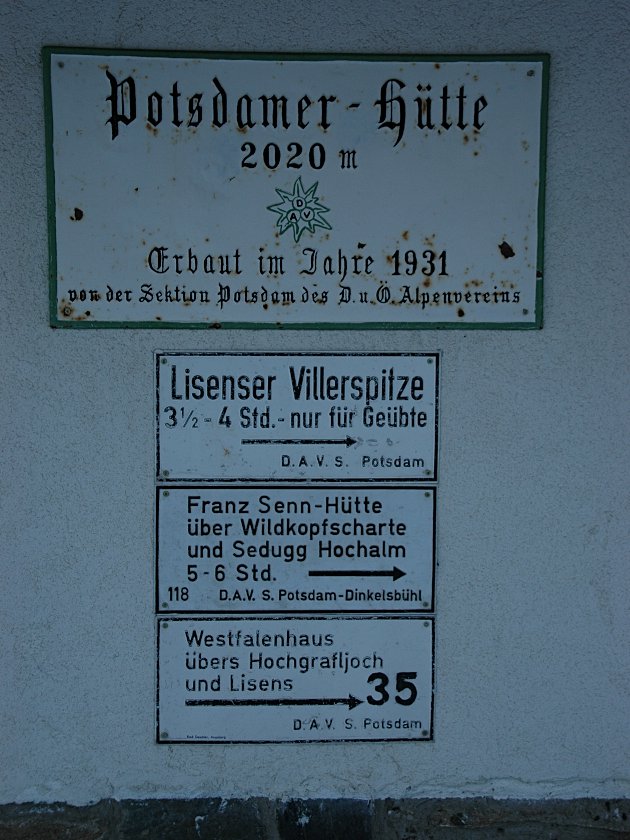 Potsdamer-Hütte
2020 m
D
A V
Erbaut im Jahre 1931
von der Sektion Potsdam des D. u. Ö. Alpenvereins
Lisenser Villerspitze
3½ - 4 Std. - nur für Geübte
D.A.V. S. Potsdam
Franz Senn-Hütte
über Wildkopfscharte
und Sedugg Hochalm
5 - 6 Std.
118 D.A.V. S. Potsdam-Dinkelsbühl
Westfalenhaus
übers Hochgrafljoch
und Lisens 35
D.A.V. S. Potsdam